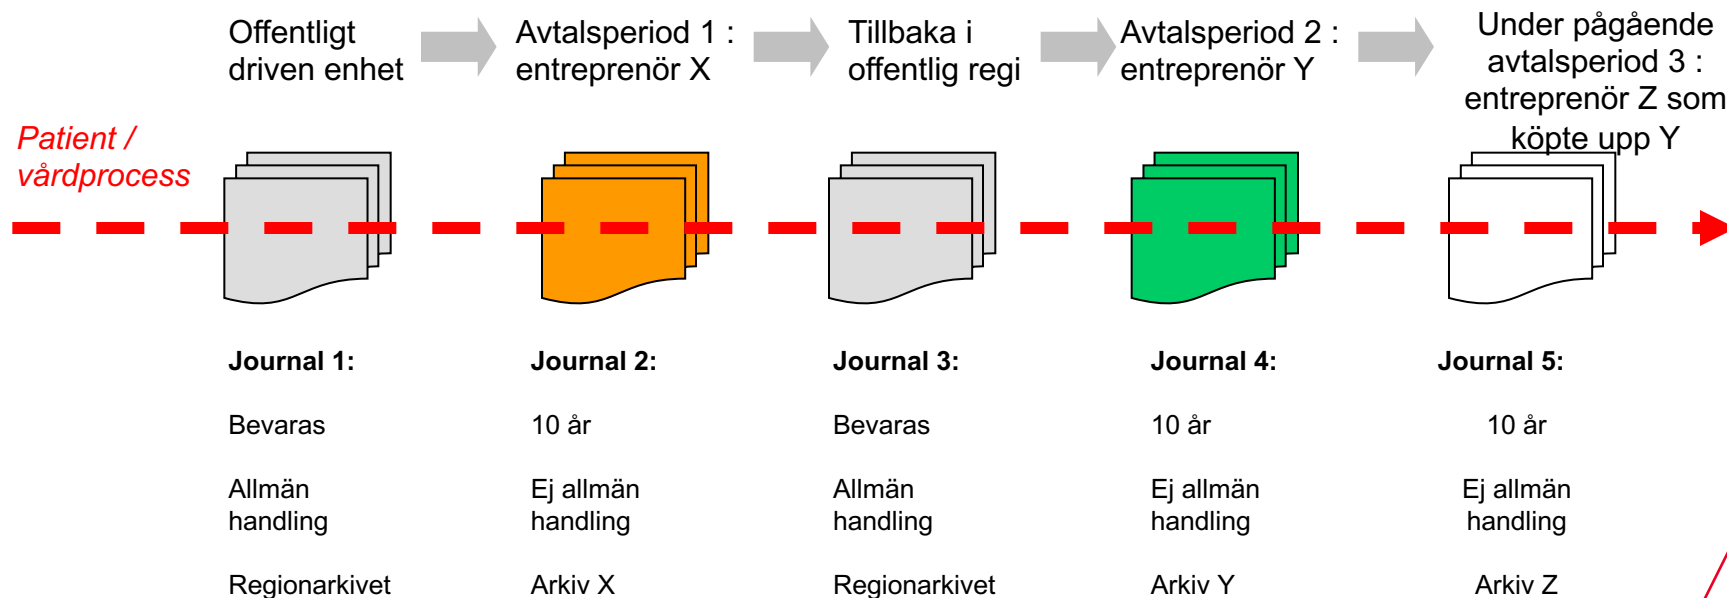 Offentligt
driven enhet
Avtalsperiod 1 :
entreprenör X
Tillbaka i
offentlig regi
Avtalsperiod 2 :
entreprenör Y
Under pågående
avtalsperiod 3 :
entreprenör Z som
köpte upp Y
Patient /
vårdprocess
Journal 1:
Bevaras
Allmän
handling
Regionarkivet
Journal 2:
10 år
Ej allmän
handling
Arkiv X
Journal 3:
Bevaras
Allmän
handling
Regionarkivet
Journal 4:
10 år
Ej allmän
handling
Arkiv Y
Journal 5:
10 år
Ej allmän
handling
Arkiv Z